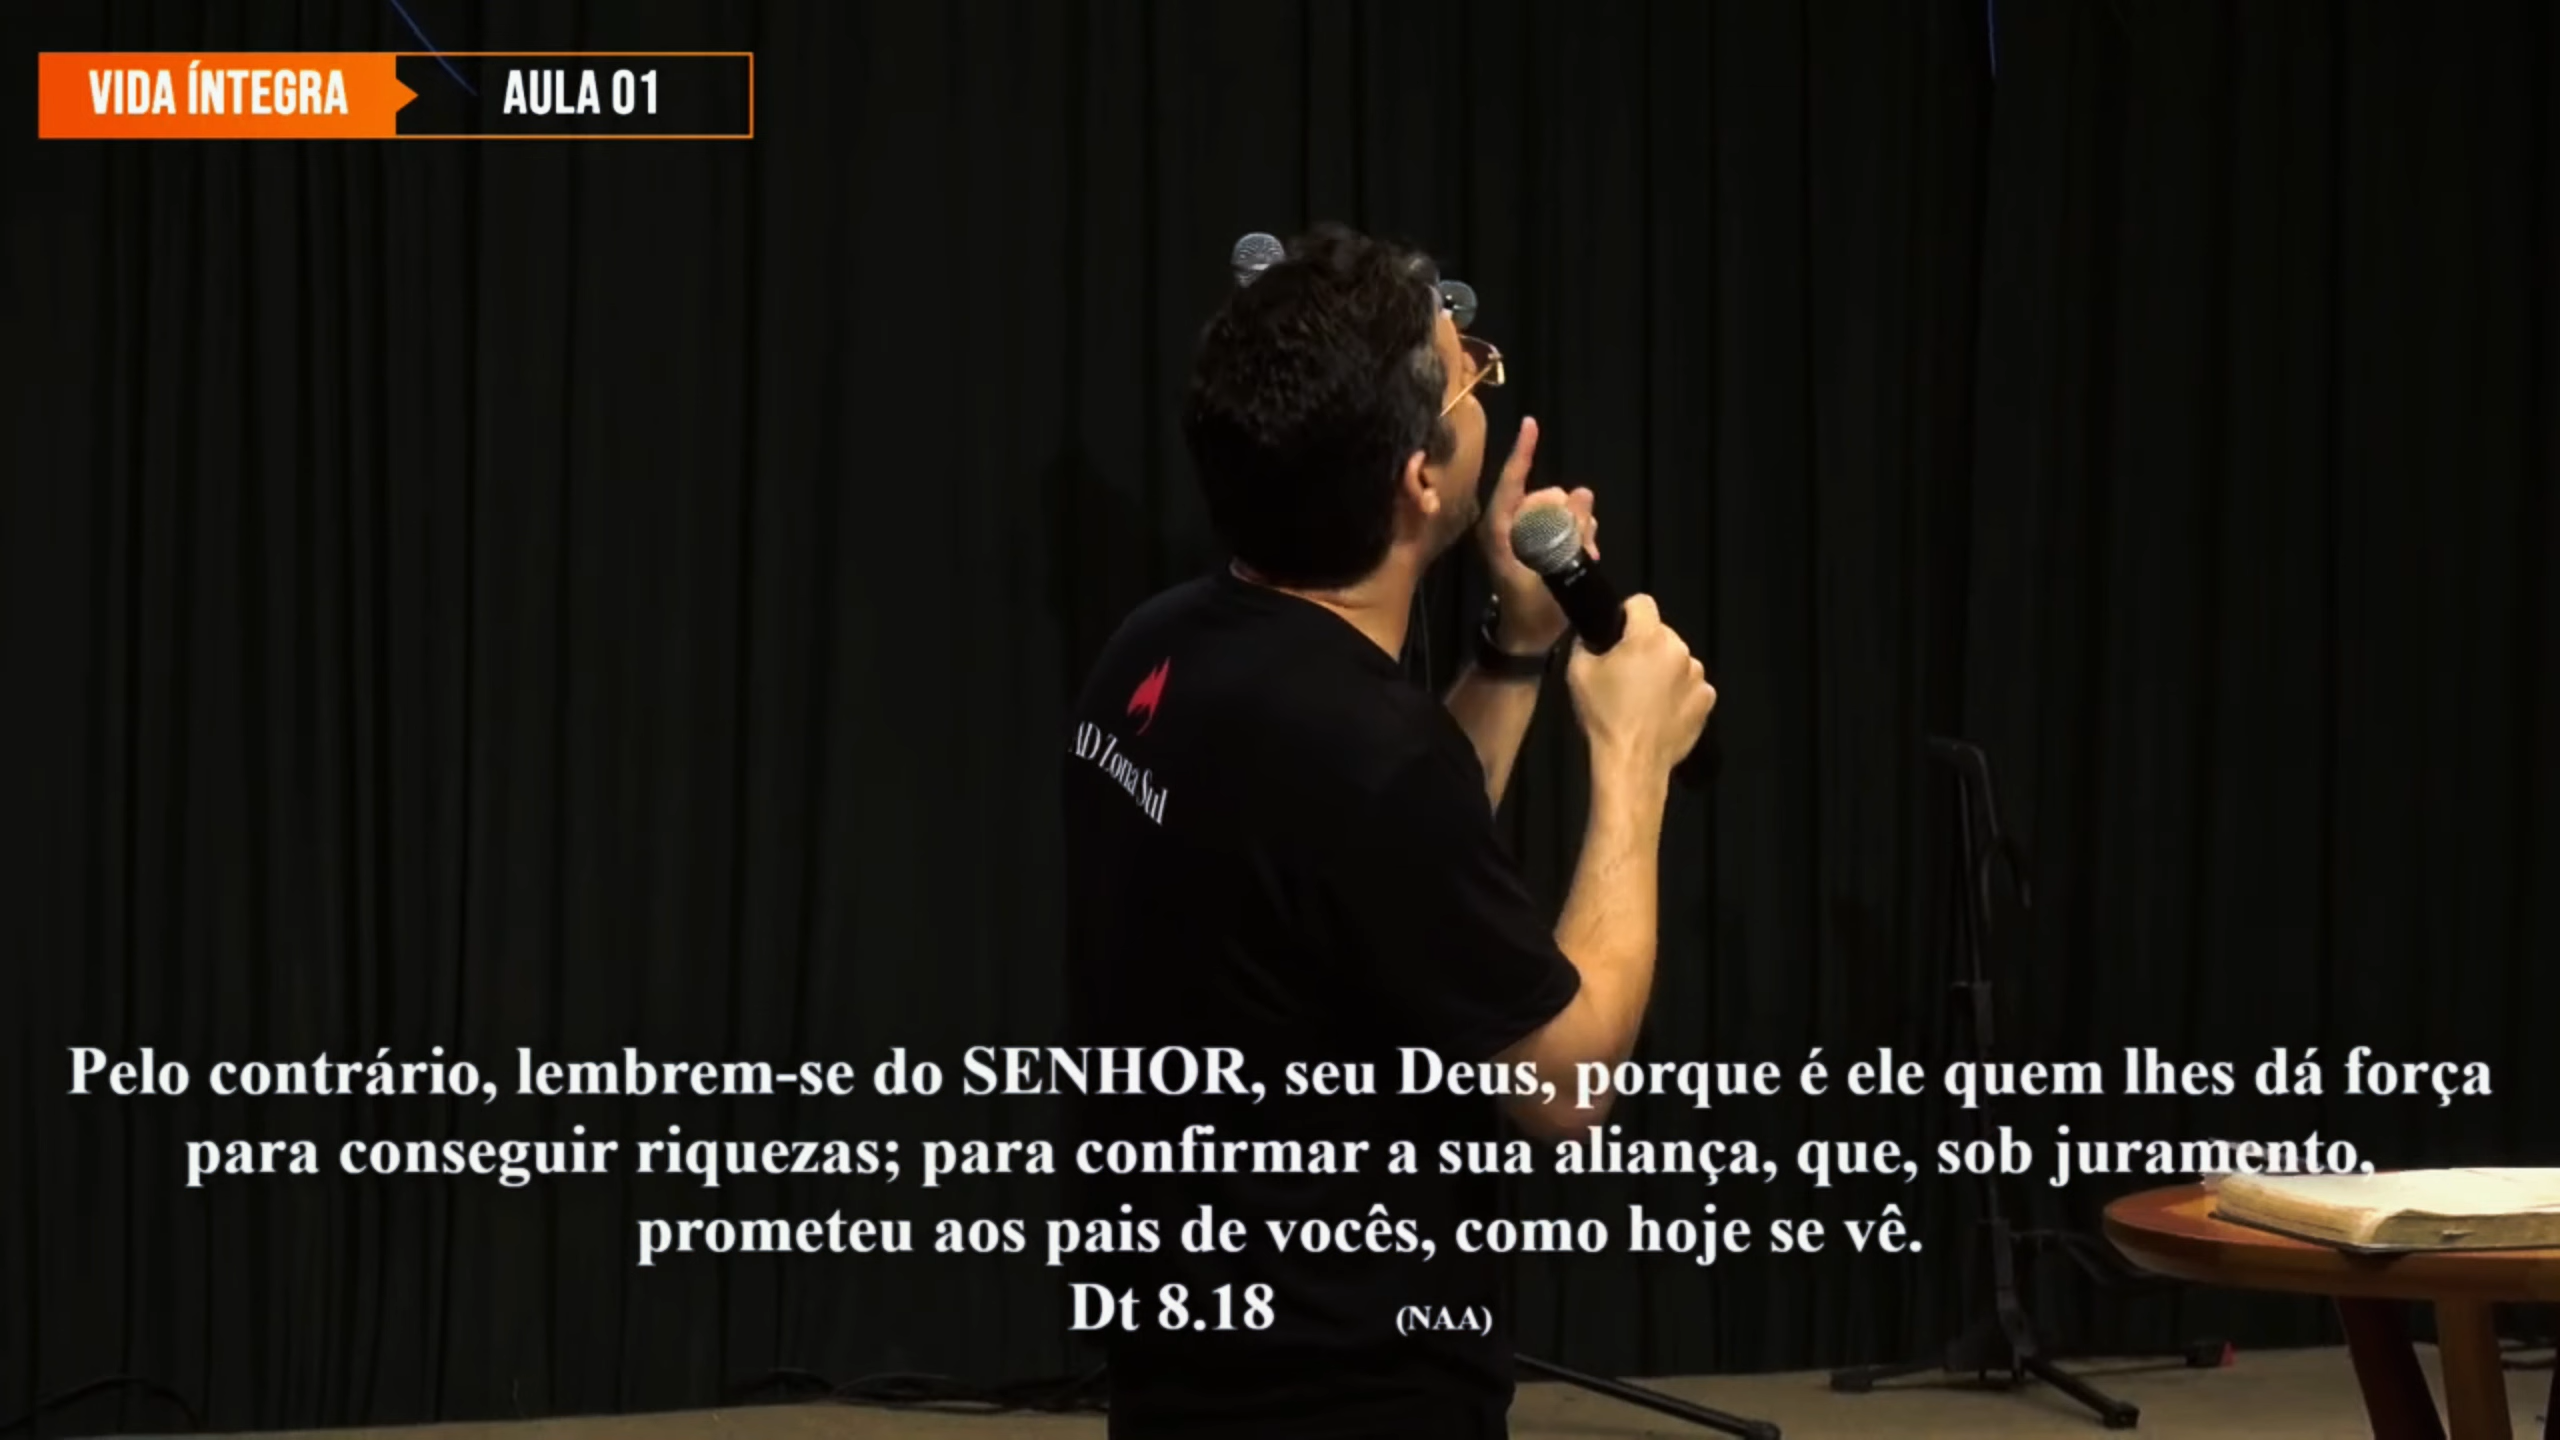 VIDA ÍNTEGRA
AULA 01
AD Zona Sul
Pelo contrário, lembrem-se do SENHOR, seu Deus, porque é ele quem lhes dá força
para conseguir riquezas; para confirmar a sua aliança, que, sob juramento,
prometeu aos pais de vocês, como hoje se vê.
Dt 8.18 (NAA)